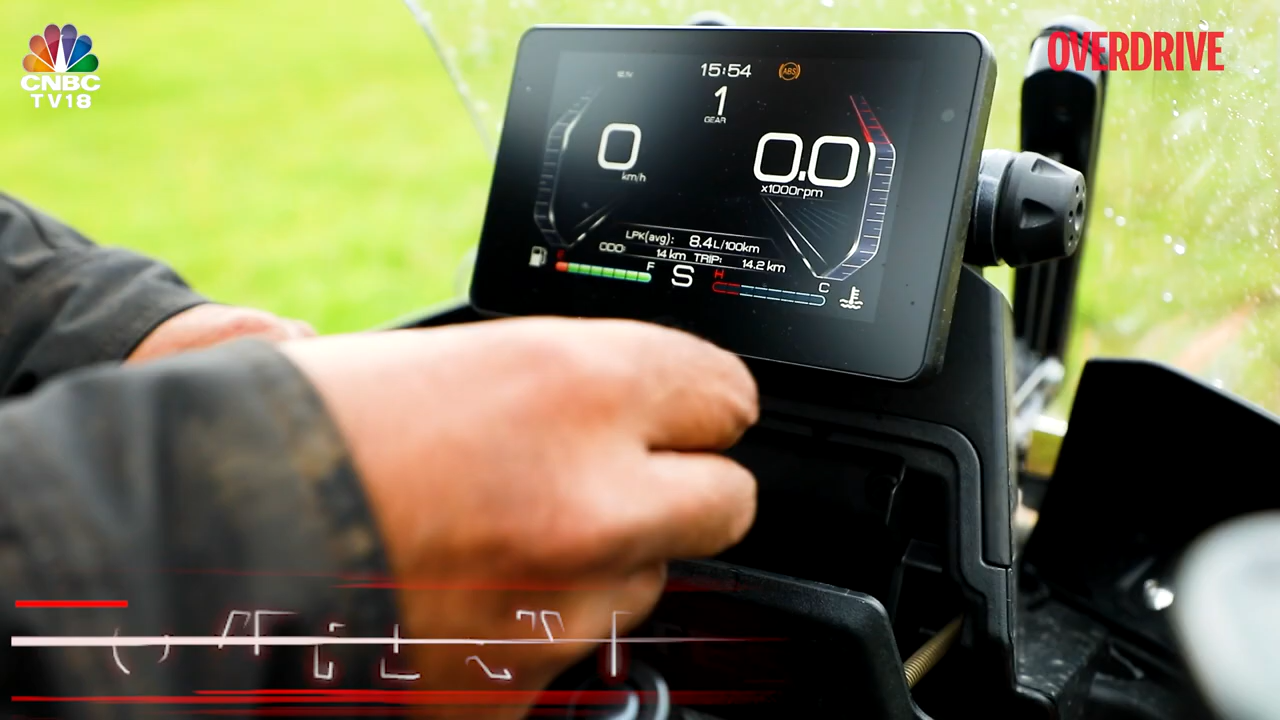 CNBC
TV18
OVERDRIVE
15:54
ABS
1
GEAR
0
km/h
0.0
x1000rpm
LPK(avg): 8.4L/100km
ODO: 14 km TRIP: 14.2 km
F
S
H
C